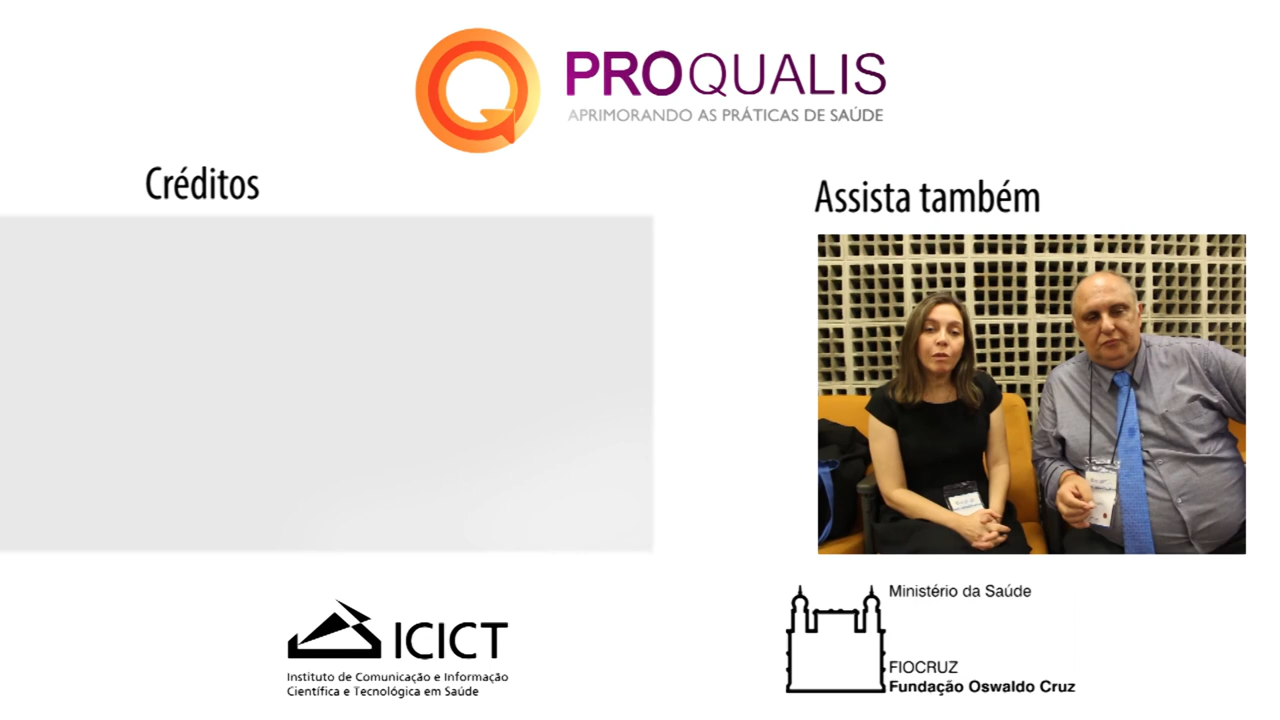 PROQUALIS
APRIMORANDO AS PRÁTICAS DE SAÚDE
Créditos
Assista também
ICICT
Instituto de Comunicação e Informação
Científica e Tecnológica em Saúde
Ministério da Saúde
FIOCRUZ
Fundação Oswaldo Cruz